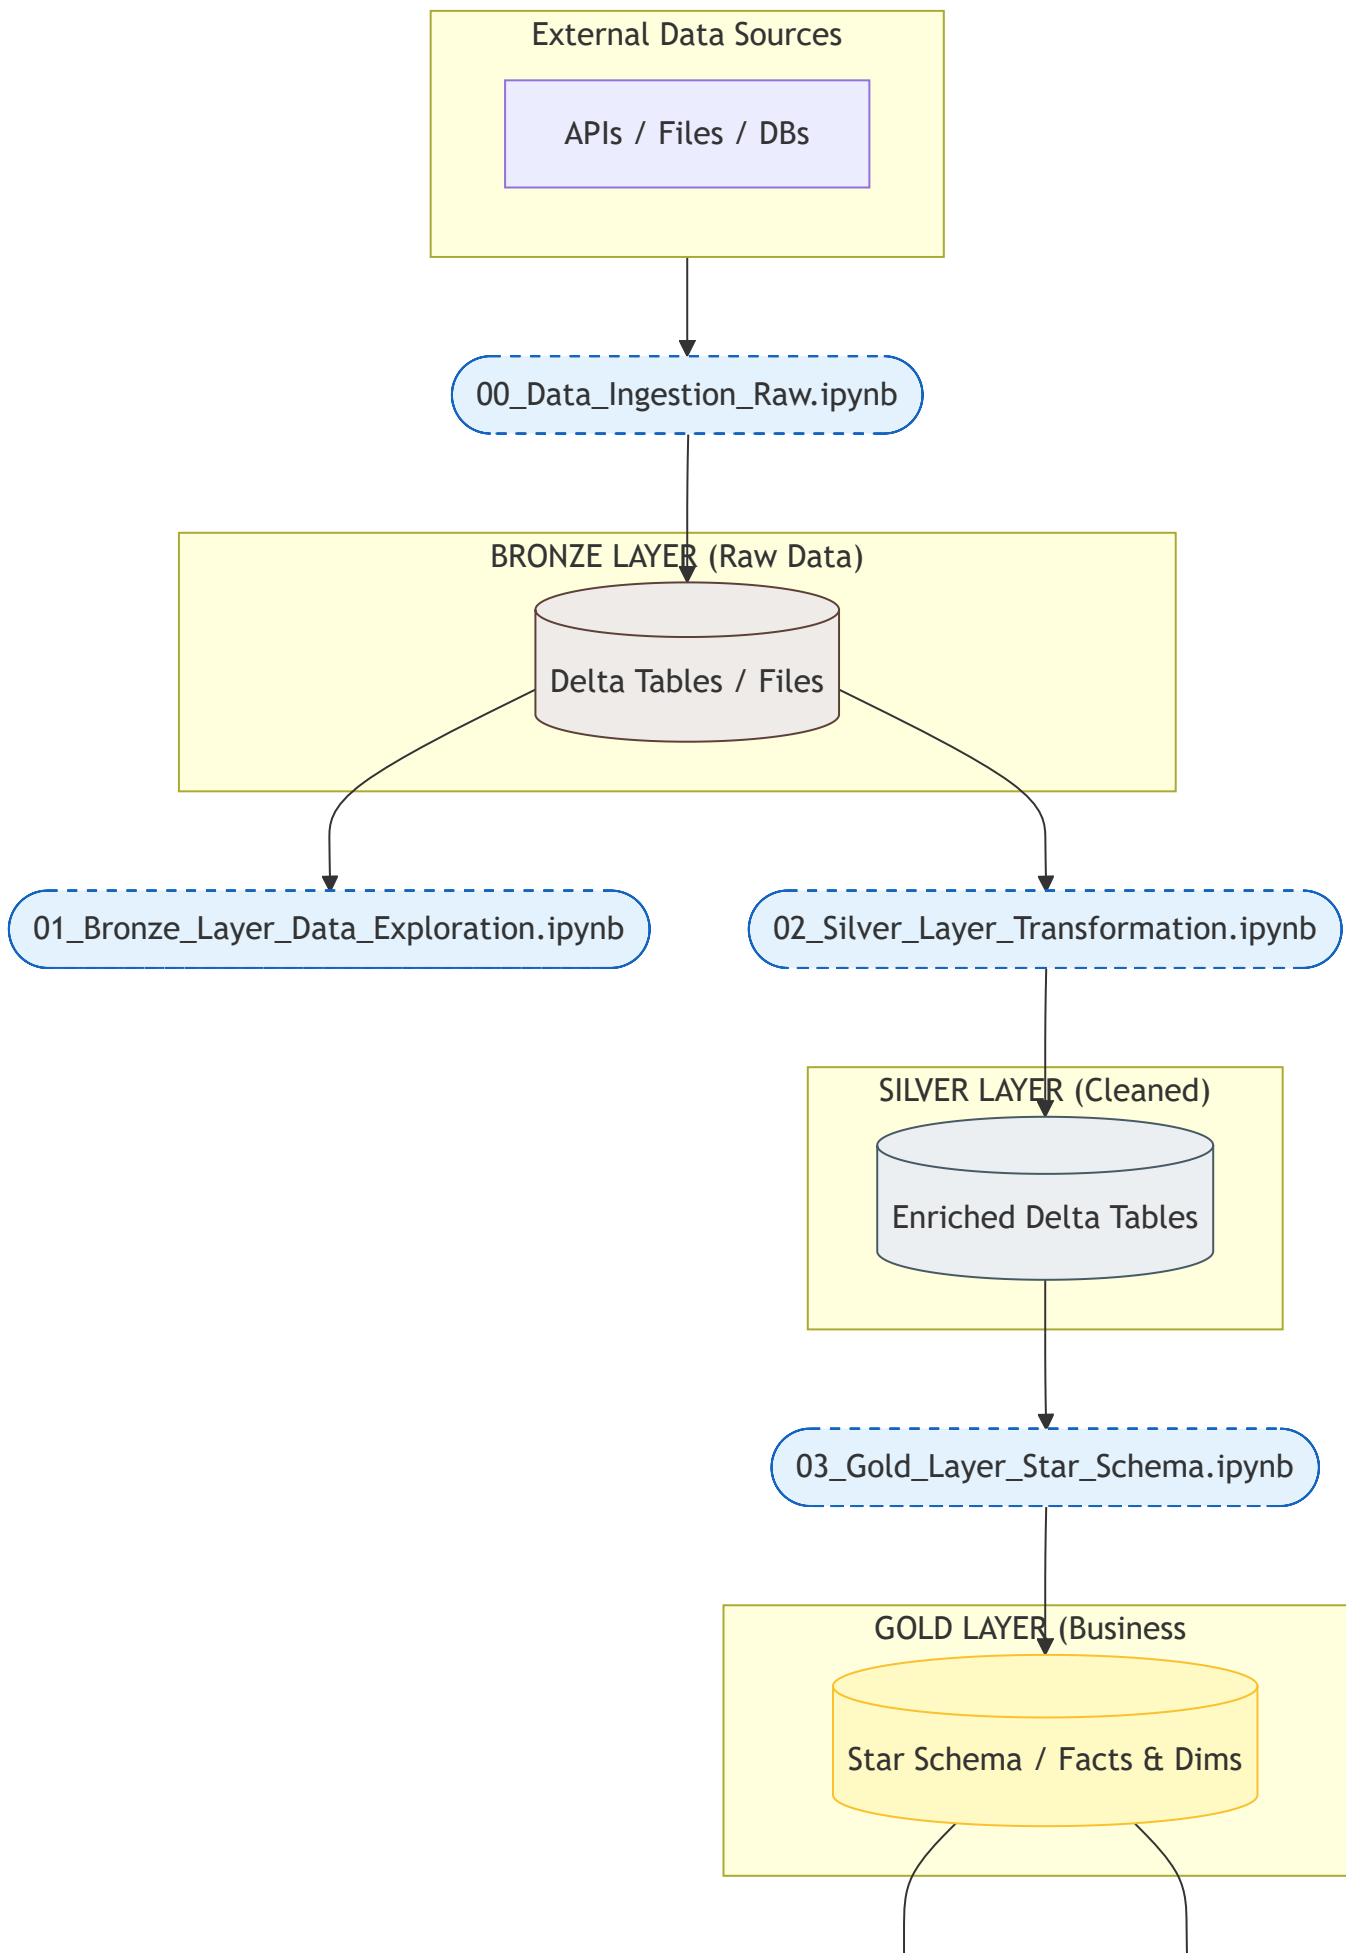 External Data Sources
APIs / Files / DBs
00_Data_Ingestion_Raw.ipynb
BRONZE LAYER (Raw Data)
Delta Tables / Files
01_Bronze_Layer_Data_Exploration.ipynb
02_Silver_Layer_Transformation.ipynb
SILVER LAYER (Cleaned)
Enriched Delta Tables
03_Gold_Layer_Star_Schema.ipynb
GOLD LAYER (Business
Star Schema / Facts & Dims